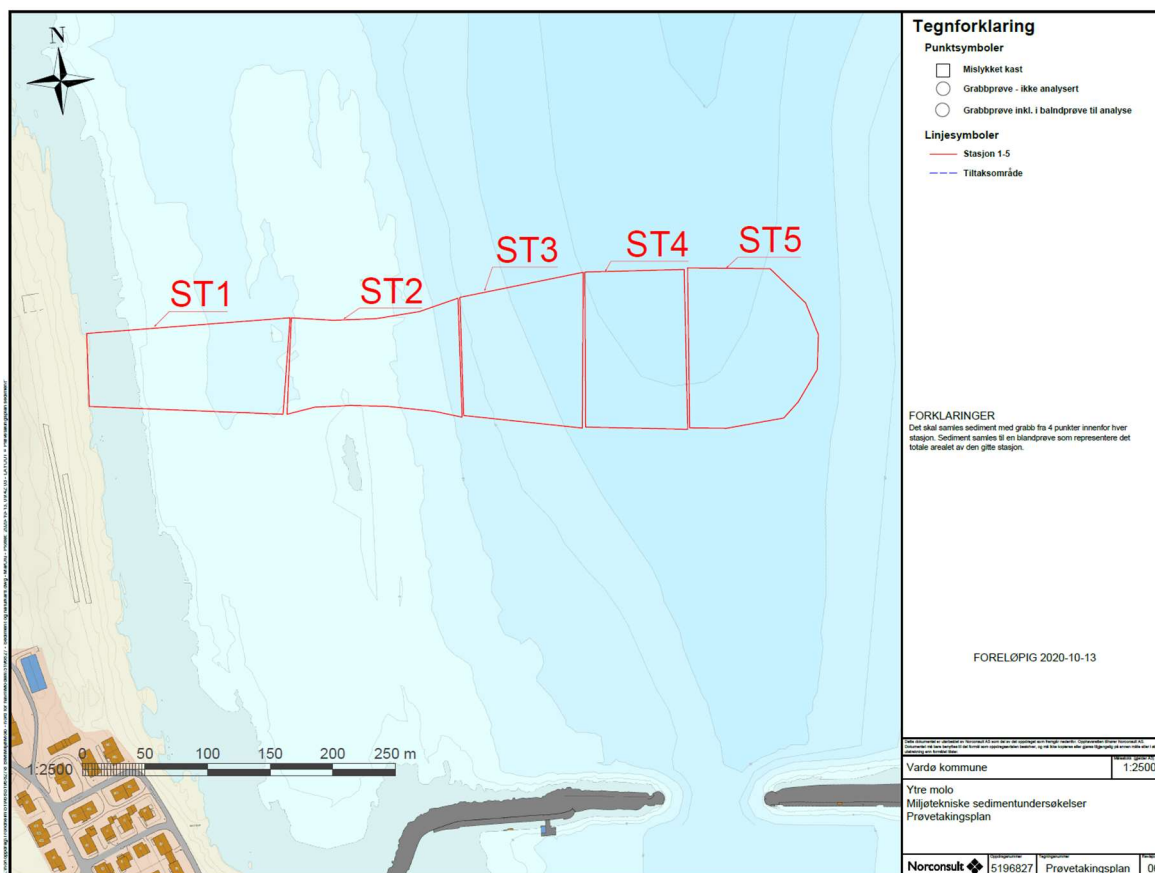 N
ST1
ST2
ST3
ST4
ST5
0 50 100 150 200 250 m
1:2500
Tegnforklaring
Punktsymboler
Mislykket kast
Grabbprøve - ikke analysert
Grabbprøve inkl. i balndprøve til analyse
Linjesymboler
Stasjon 1-5
Tiltaksområde
FORKLARINGER
Det skal samles sediment med grabb fra 4 punkter innenfor hver
stasjon. Sediment samles til en blandprøve som representere det
totale arealet av den gitte stasjon.
FORELØPIG 2020-10-13
Vardø kommune
1:2500
Ytre molo
Miljøtekniske sedimentundersøkelser
Prøvetakingsplan
Norconsult
Oppdragsnummer
5196827
Tegningsnummer
Prøvetakingsplan